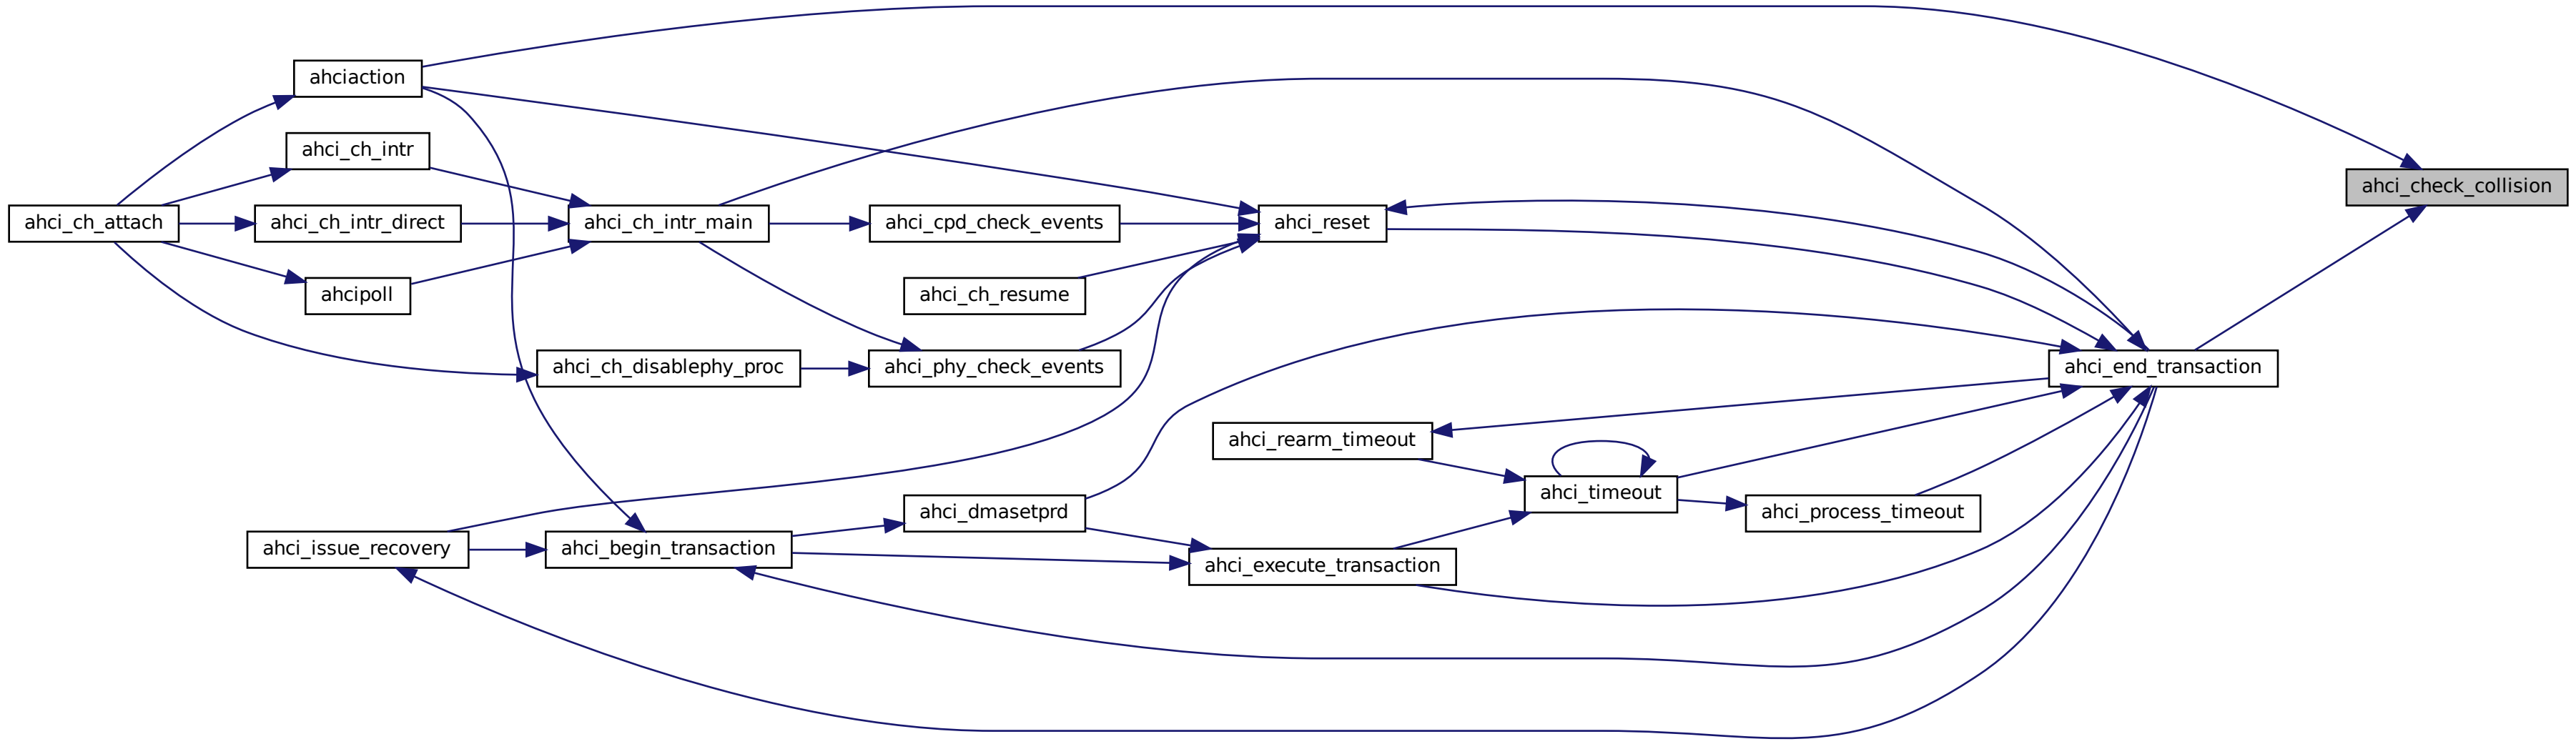 ahciaction
ahci_ch_intr
ahci_check_collision
ahci_ch_attach
ahci_ch_intr_direct
ahci_ch_intr_main
ahci_cpd_check_events
ahci_reset
ahcipoll
ahci_ch_resume
ahci_ch_disablephy_proc
ahci_phy_check_events
ahci_end_transaction
ahci_rearm_timeout
ahci_timeout
ahci_dmasetprd
ahci_process_timeout
ahci_issue_recovery
ahci_begin_transaction
ahci_execute_transaction